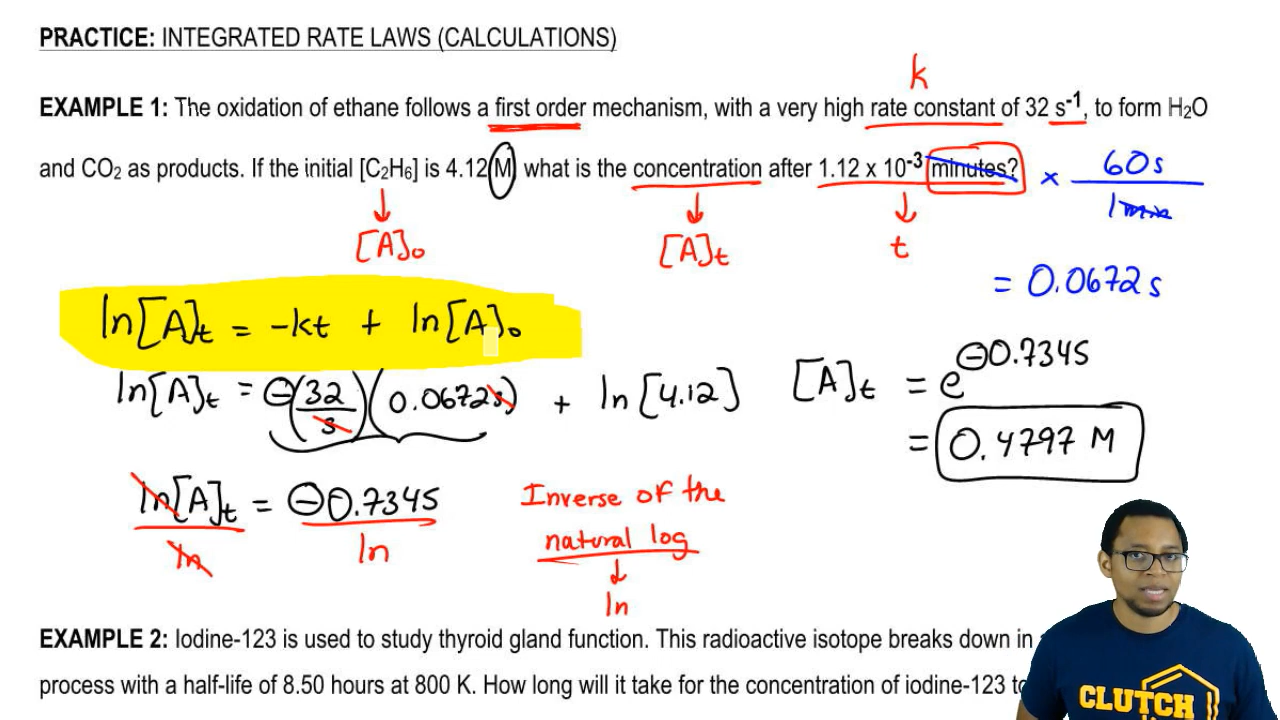 PRACTICE: INTEGRATED RATE LAWS (CALCULATIONS)
k
EXAMPLE 1: The oxidation of ethane follows a first order mechanism, with a very high rate constant of 32 s⁻¹, to form H₂O
and CO₂ as products. If the initial [C₂H₆] is 4.12 M what is the concentration after 1.12 x 10⁻³ minutes? × 60s / 1 min
[A]₀ [A]t t
= 0.0672 s
ln[A]t = -kt + ln[A]₀
ln[A]t = -(32/s)(0.0672s) + ln[4.12]
[A]t = e^-0.7345
= 0.4797 M
ln[A]t = -0.7345
ln ln
Inverse of the
natural log
ln
EXAMPLE 2: Iodine-123 is used to study thyroid gland function. This radioactive isotope breaks down in
process with a half-life of 8.50 hours at 800 K. How long will it take for the concentration of iodine-123
CLUTCH